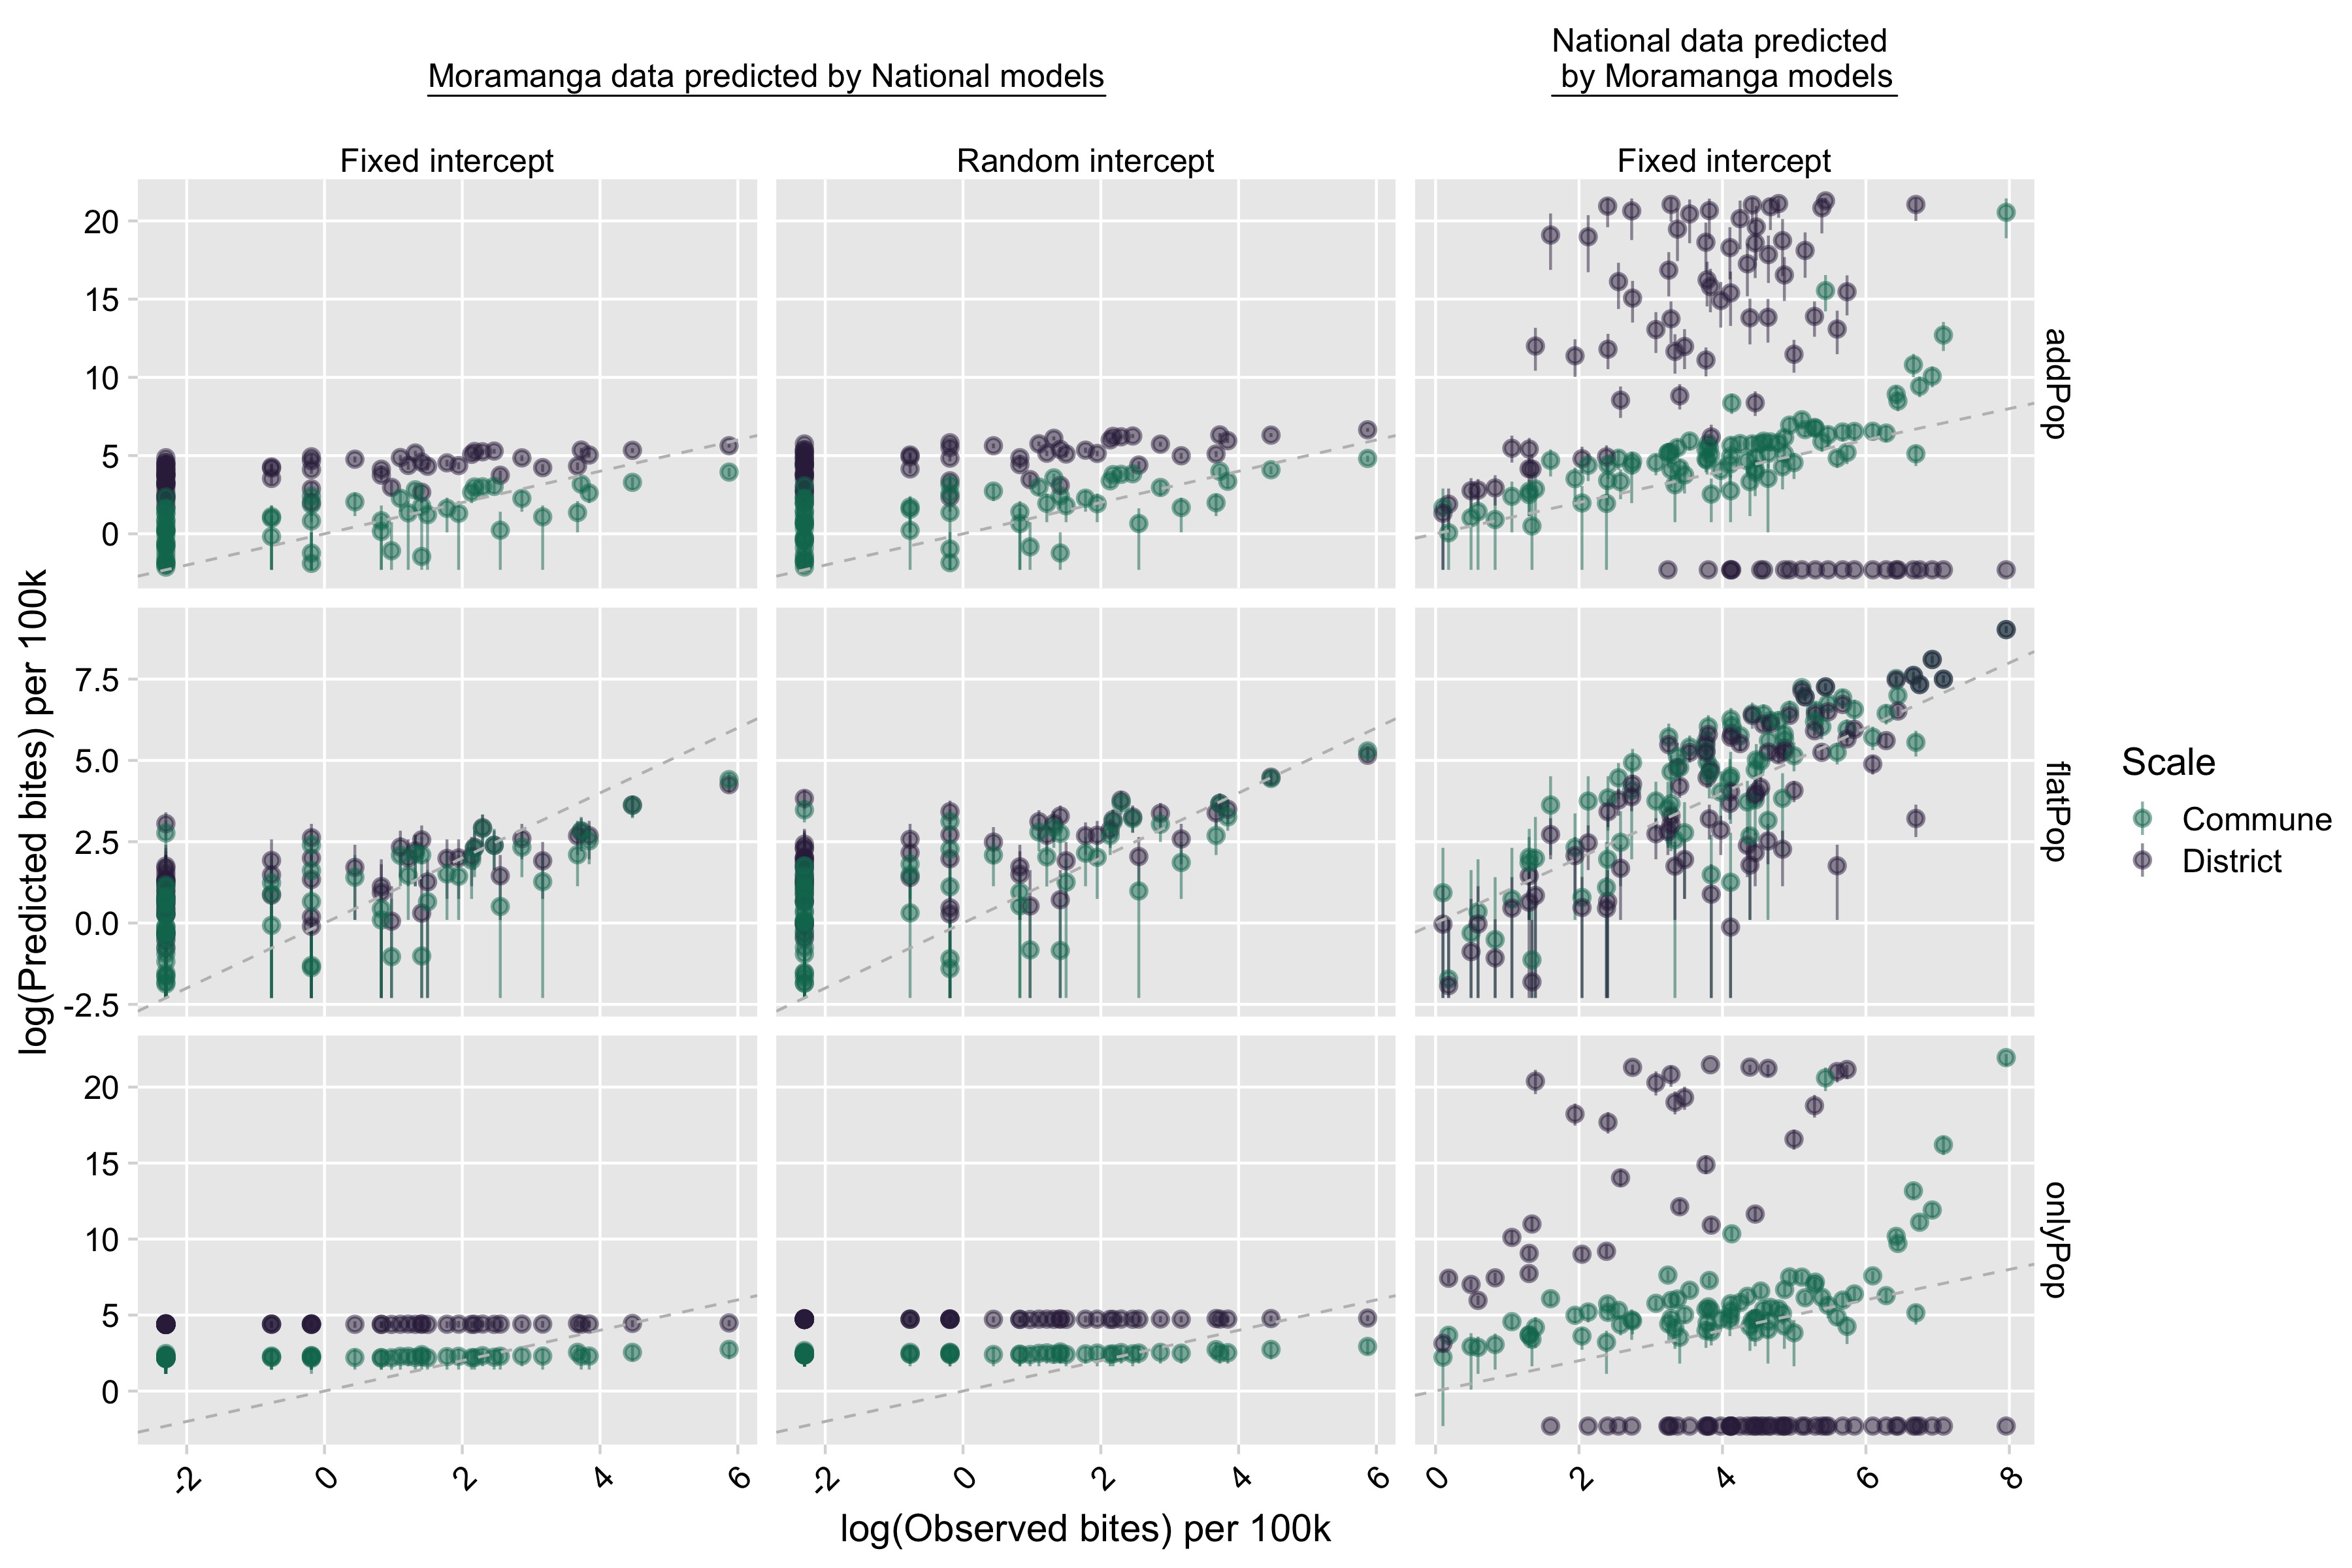 National data predicted
Moramanga data predicted by National models
by Moramanga models
Fixed intercept
Random intercept
Fixed intercept
20
15
10
5
0
addPop
log(Predicted bites) per 100k
7.5
5.0
2.5
0.0
-2.5
flatPop
Scale
Commune
District
20
15
10
5
0
onlyPop
-2 0 2 4 6
-2 0 2 4 6
0 2 4 6 8
log(Observed bites) per 100k